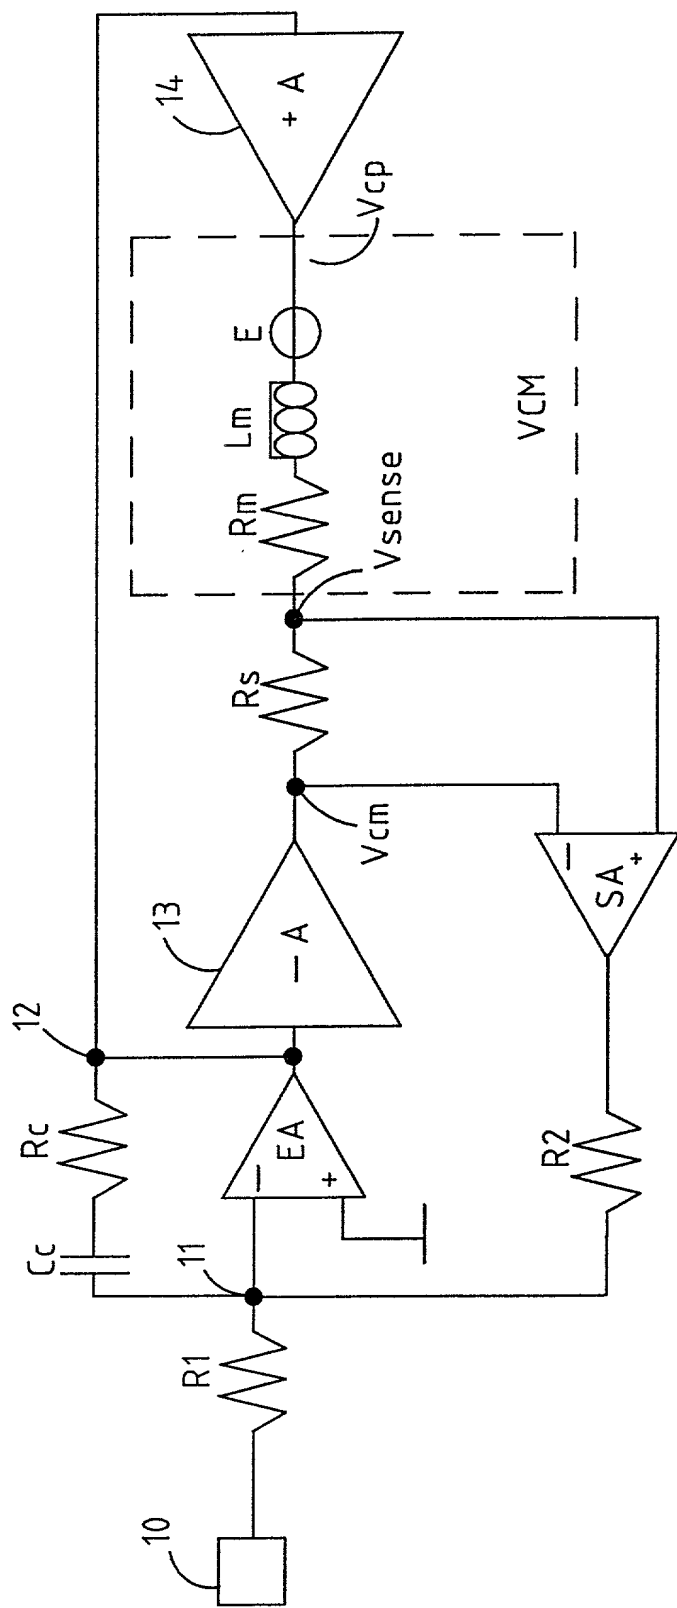 10
R1
11
Cc
Rc
12
−
+
EA
R2
13
− A
Vcm
−
+
SA
Rs
Vsense
Rm
Lm
E
VCM
Vcp
14
+ A